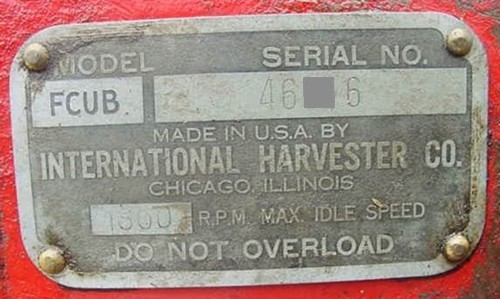 MODEL SERIAL NO.
FCUB 46 6
MADE IN U.S.A. BY
INTERNATIONAL HARVESTER CO.
CHICAGO, ILLINOIS
1800 R.P.M. MAX. IDLE SPEED
DO NOT OVERLOAD